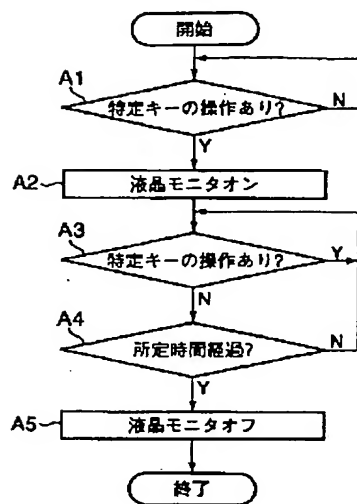 開始
A1
特定キーの操作あり?
N
Y
A2
液晶モニタオン
A3
特定キーの操作あり?
Y
N
A4
所定時間経過?
N
Y
A5
液晶モニタオフ
終了